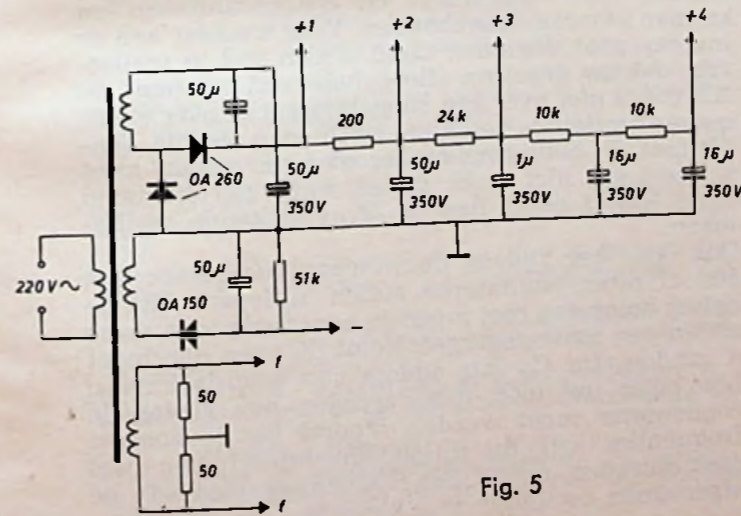 +1 +2 +3 +4
50µ
200 24k 10k 10k
OA 260
50µ
350V
50µ
350V
1µ
350V
16µ
350V
16µ
350V
220V~
50µ
51k
OA 150
–
f
50
50
f
Fig. 5